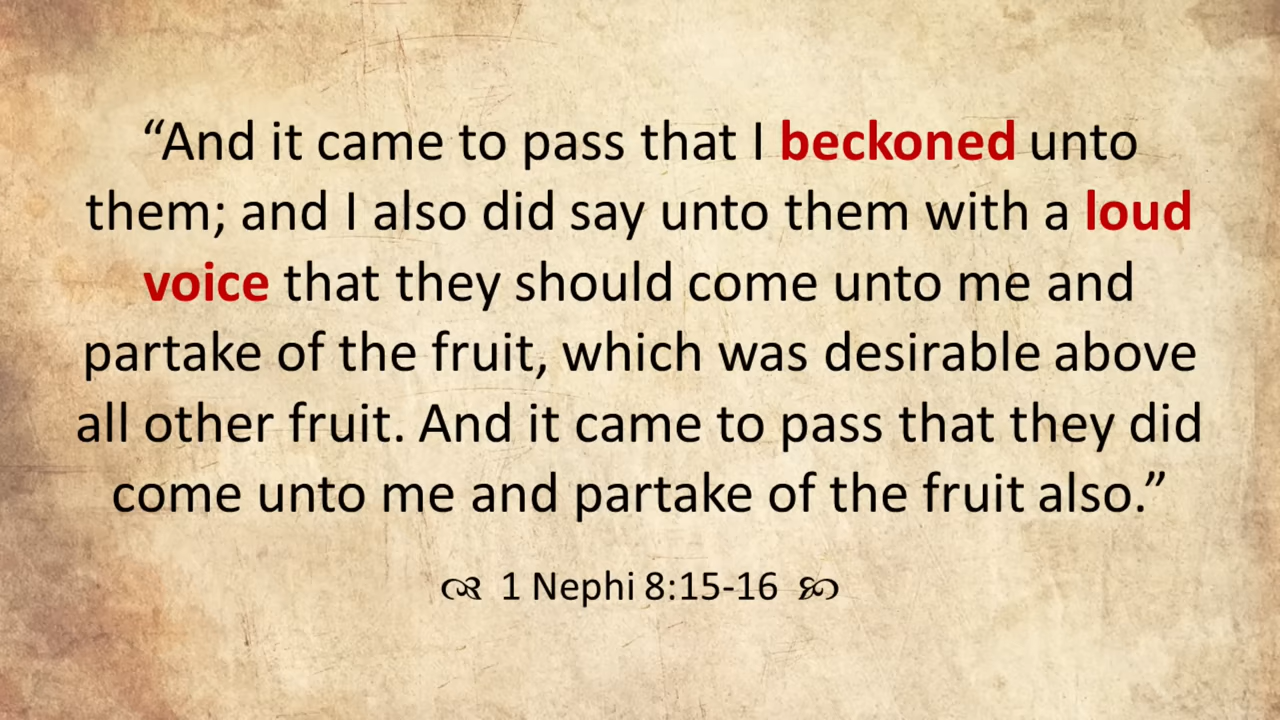 “And it came to pass that I beckoned unto
them; and I also did say unto them with a loud
voice that they should come unto me and
partake of the fruit, which was desirable above
all other fruit. And it came to pass that they did
come unto me and partake of the fruit also.”
1 Nephi 8:15-16